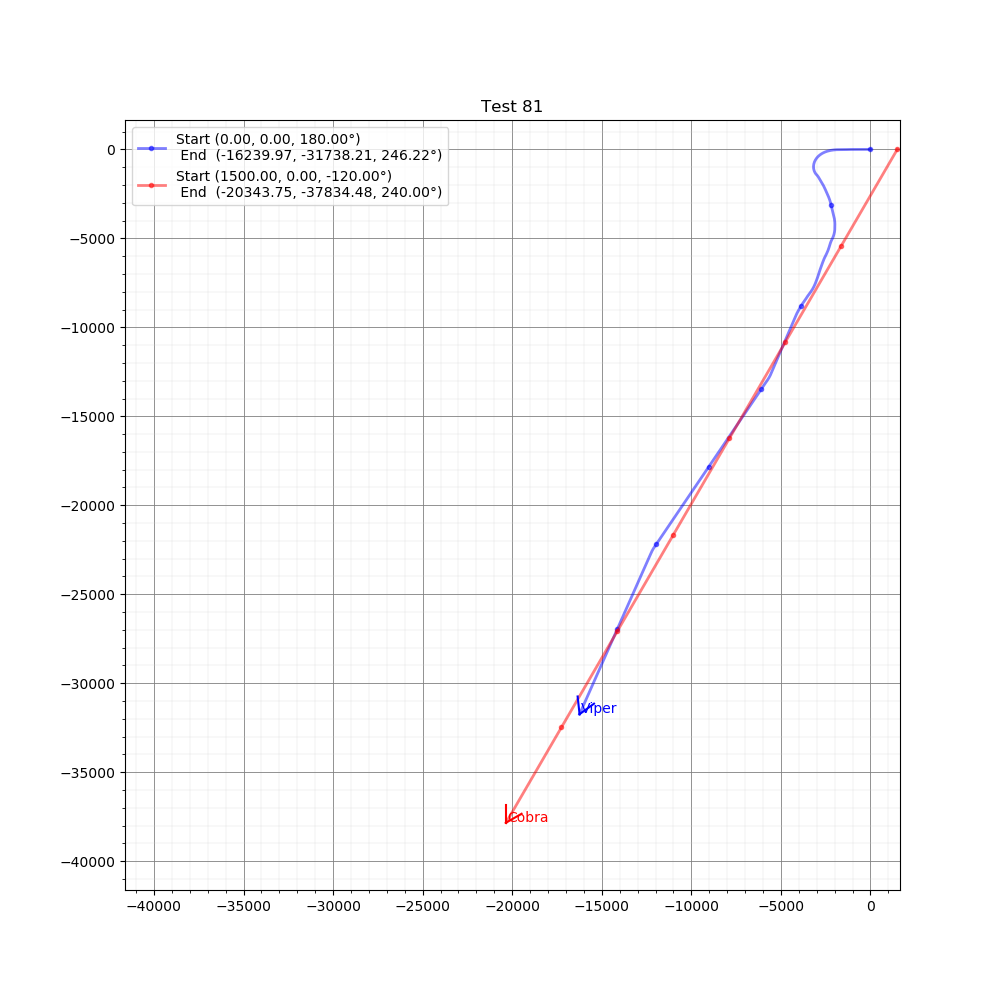 Test 81
Start (0.00, 0.00, 180.00°)
End  (-16239.97, -31738.21, 246.22°)
Start (1500.00, 0.00, -120.00°)
End  (-20343.75, -37834.48, 240.00°)
0
−5000
−10000
−15000
−20000
−25000
−30000
−35000
−40000
Viper
Cobra
−40000 −35000 −30000 −25000 −20000 −15000 −10000 −5000 0